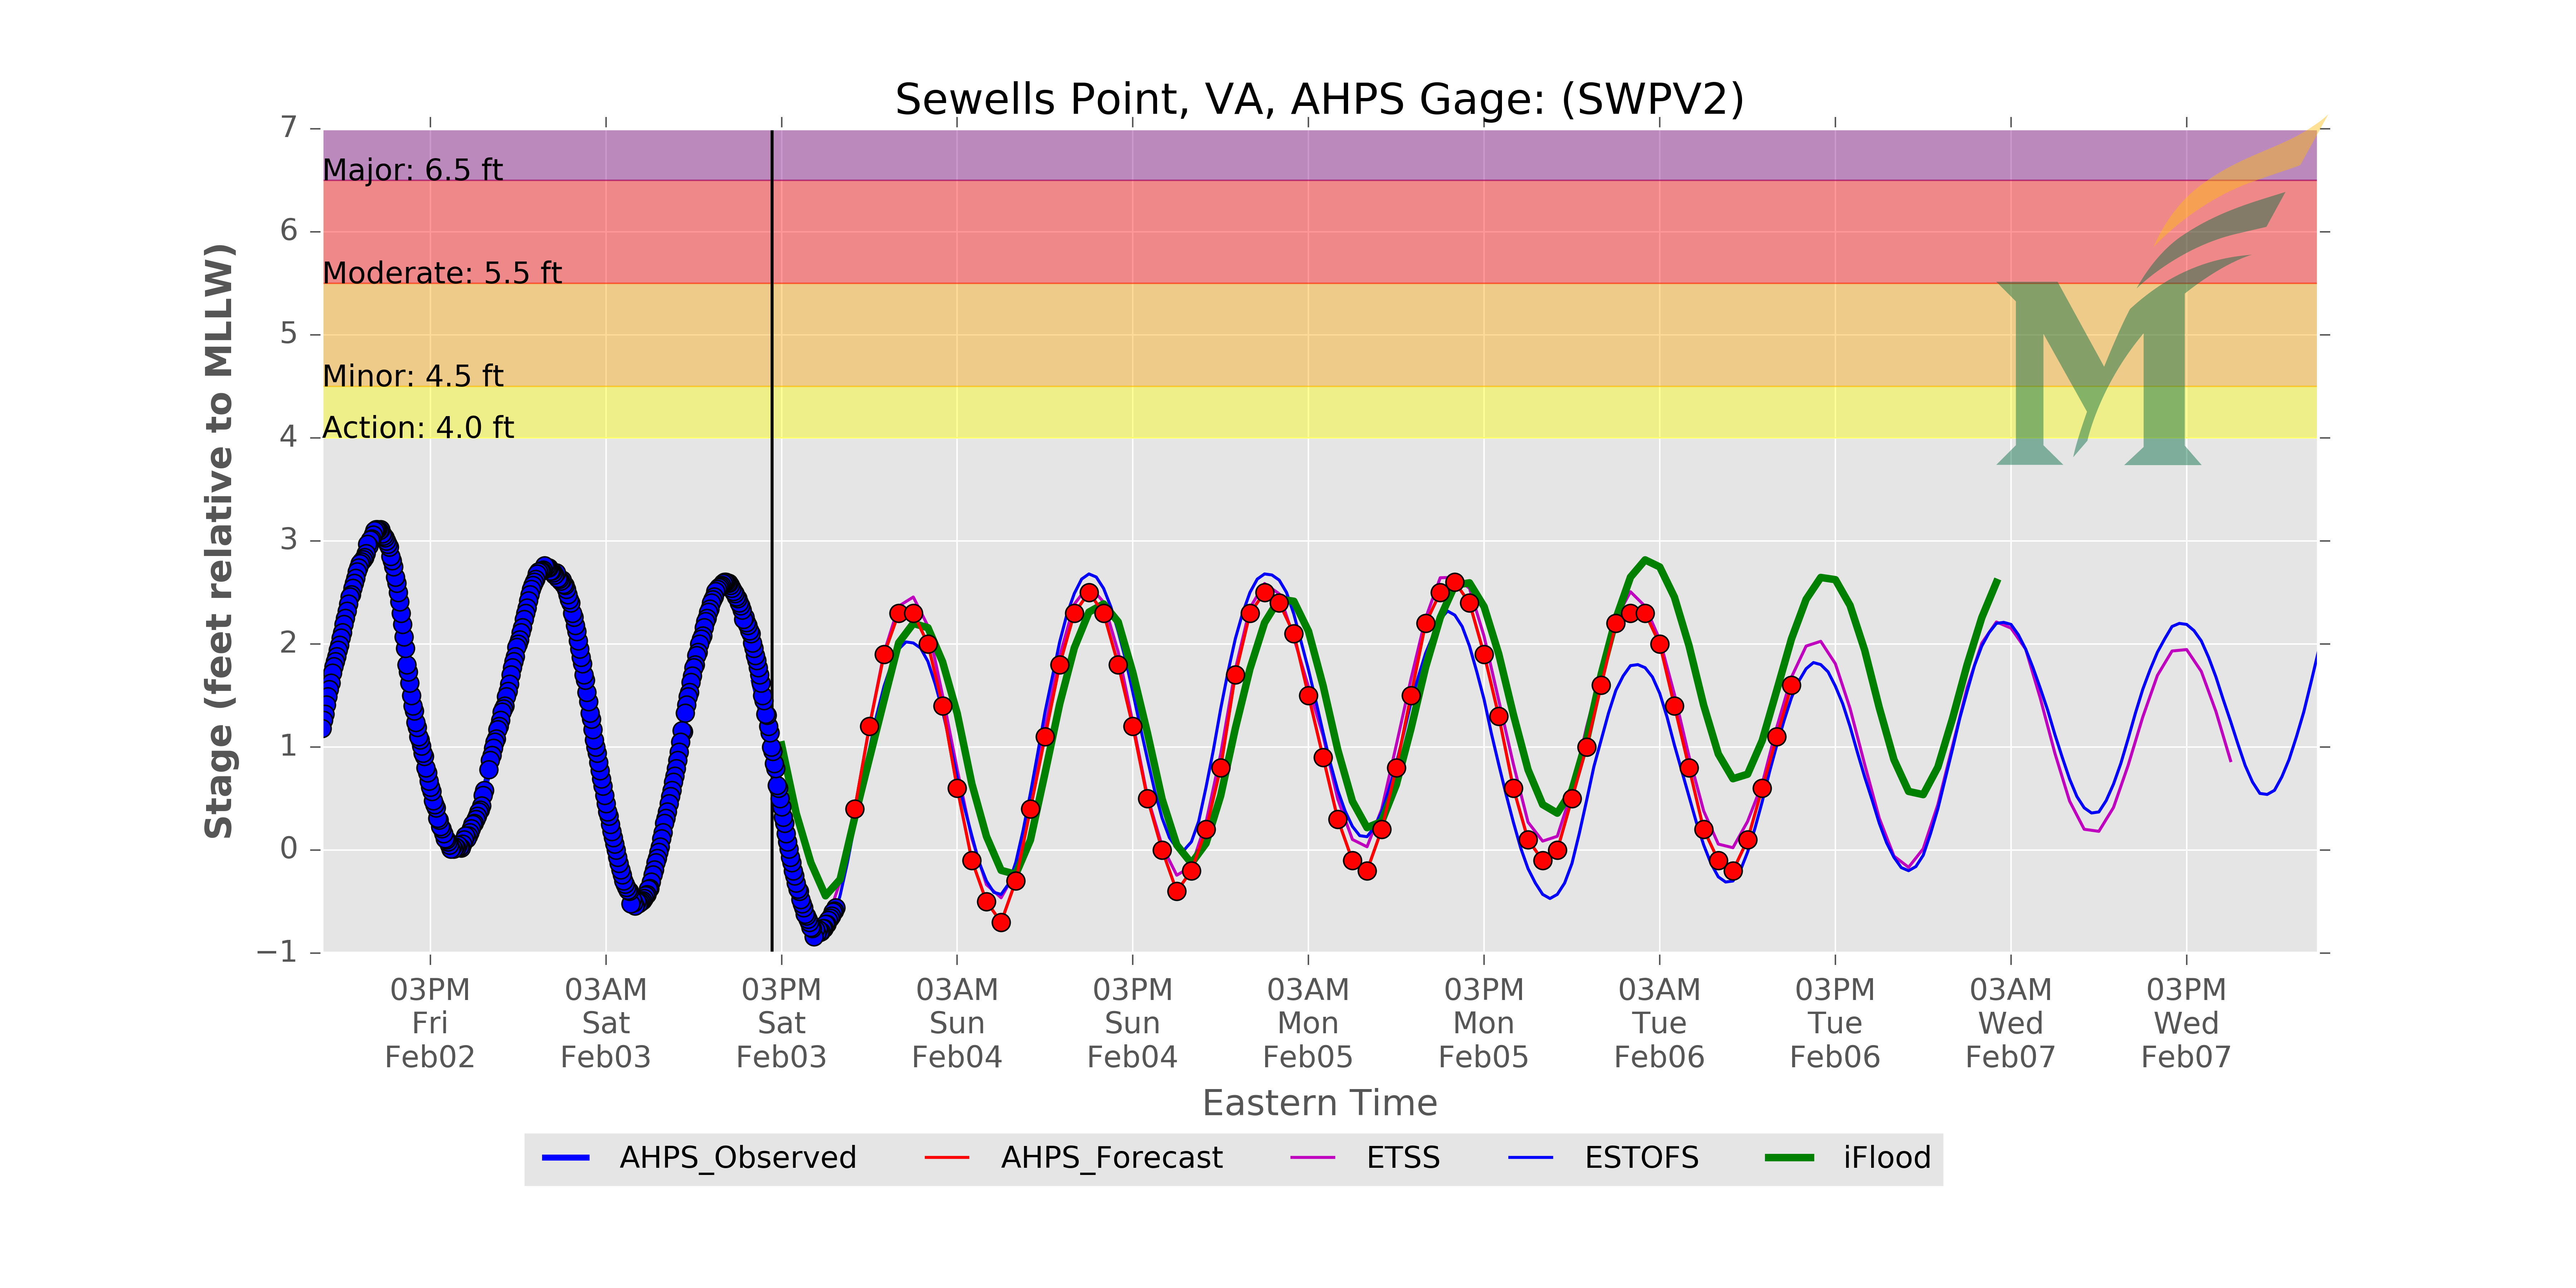 Sewells Point, VA, AHPS Gage: (SWPV2)
7
Major: 6.5 ft
6
Moderate: 5.5 ft
5
Minor: 4.5 ft
Action: 4.0 ft
4
3
2
1
0
−1
Stage (feet relative to MLLW)
03PM 03AM 03PM 03AM 03PM 03AM 03PM 03AM 03PM 03AM 03PM
Fri Sat Sat Sun Sun Mon Mon Tue Tue Wed Wed
Feb02 Feb03 Feb03 Feb04 Feb04 Feb05 Feb05 Feb06 Feb06 Feb07 Feb07
Eastern Time
AHPS_Observed AHPS_Forecast ETSS ESTOFS iFlood